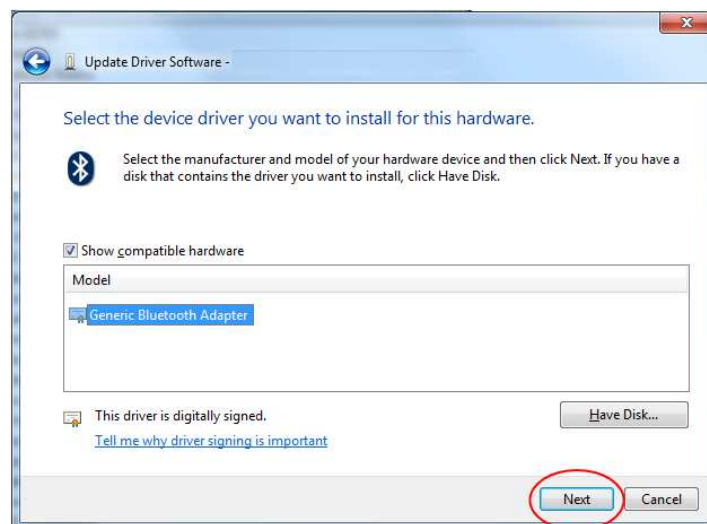 Update Driver Software -
Select the device driver you want to install for this hardware.
Select the manufacturer and model of your hardware device and then click Next. If you have a
disk that contains the driver you want to install, click Have Disk.
Show compatible hardware
Model
Generic Bluetooth Adapter
This driver is digitally signed.
Have Disk...
Tell me why driver signing is important
Next
Cancel